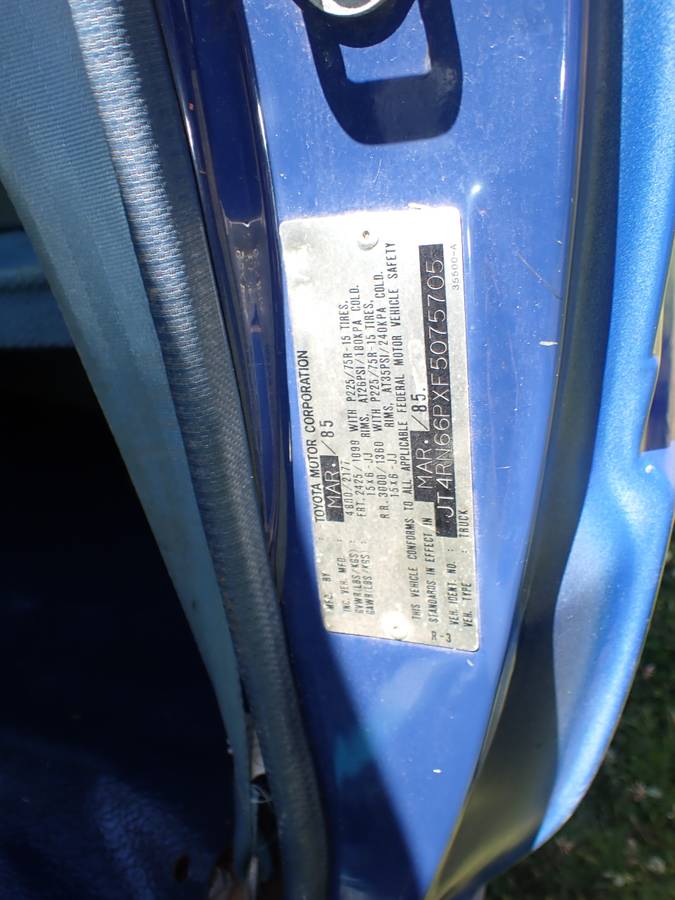 MFD. BY : TOYOTA MOTOR CORPORATION
INC. VEH. MFD. : MAR. /85
GVWR(LBS/KGS) : 4800/2177
GAWR(LBS/KGS) : FRT. 2425/1099 WITH P225/75R-15 TIRES,
15X6-JJ RIMS, AT26PSI/180KPA COLD.
R.R. 3000/1360 WITH P225/75R-15 TIRES,
15X6-JJ RIMS, AT35PSI/240KPA COLD.
THIS VEHICLE CONFORMS TO ALL APPLICABLE FEDERAL MOTOR VEHICLE SAFETY
STANDARDS IN EFFECT IN MAR. /85.
VEH. IDENT. NO. : JT4RN66PXF5075705
VEH. TYPE : TRUCK
R-3
35500-A